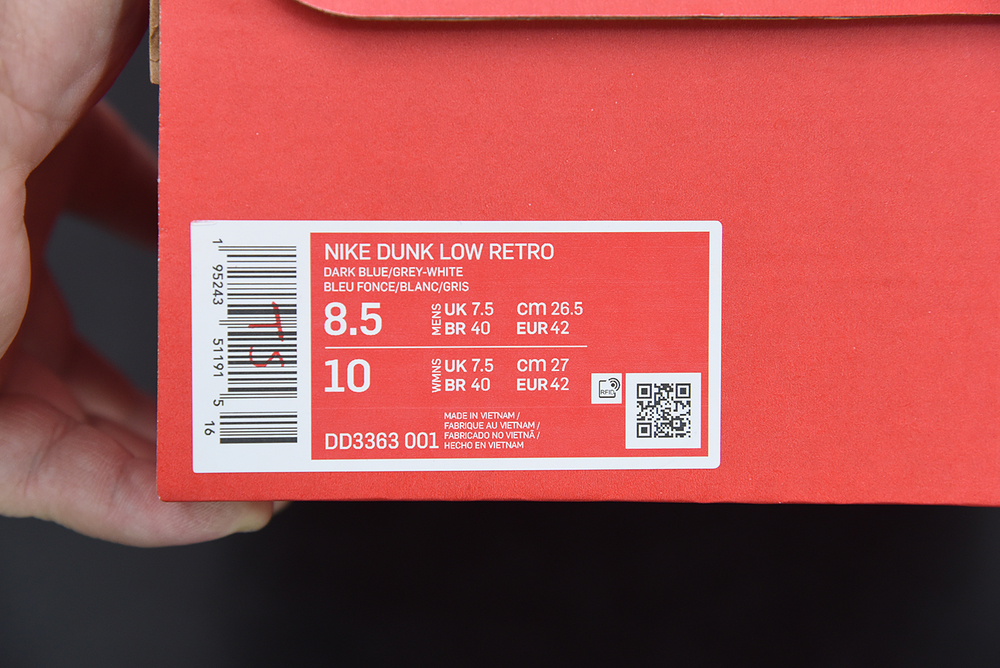 NIKE DUNK LOW RETRO
DARK BLUE/GREY-WHITE
BLEU FONCE/BLANC/GRIS
8.5 MENS UK 7.5 cm 26.5
BR 40 EUR 42
10 WMNS UK 7.5 cm 27
BR 40 EUR 42
RFID
MADE IN VIETNAM /
FABRIQUE AU VIETNAM /
FABRICADO NO VIETNÃ /
HECHO EN VIETNAM
DD3363 001
1 95243 51191 5 16
TS